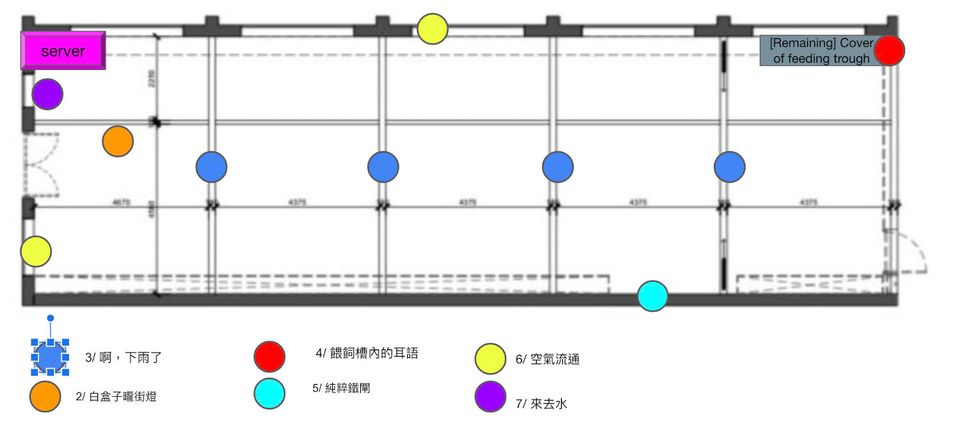 server
[Remaining] Cover
of feeding trough
2210
4670
4375
4375
4375
4375
3/ 啊，下雨了
4/ 餵飼槽內的耳語
6/ 空氣流通
2/ 白盒子曬街燈
5/ 純粹鐵閘
7/ 來去水